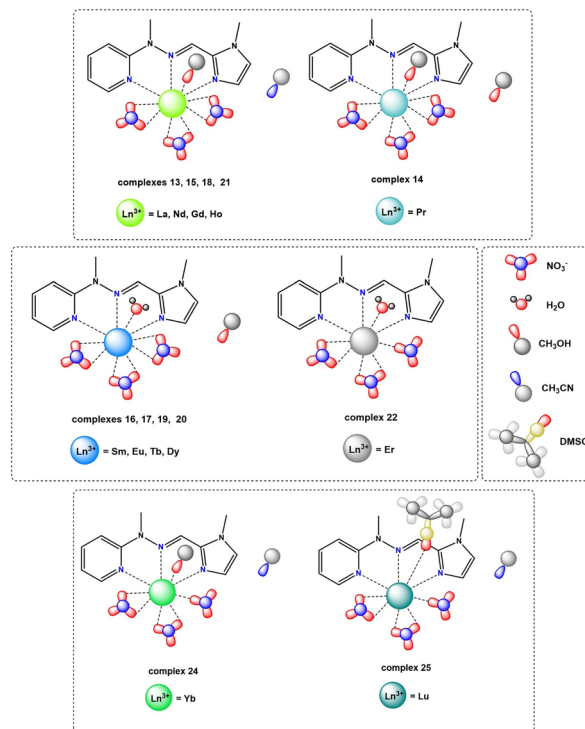 N
N
N
N
N
N
N
N
N
N
complexes 13, 15, 18, 21
complex 14
Ln³⁺ = La, Nd, Gd, Ho
Ln³⁺ = Pr
N
N
N
N
N
N
N
N
N
N
complexes 16, 17, 19, 20
complex 22
Ln³⁺ = Sm, Eu, Tb, Dy
Ln³⁺ = Er
NO₃⁻
H₂O
CH₃OH
CH₃CN
DMSO
N
N
N
N
N
N
N
N
N
N
complex 24
complex 25
Ln³⁺ = Yb
Ln³⁺ = Lu